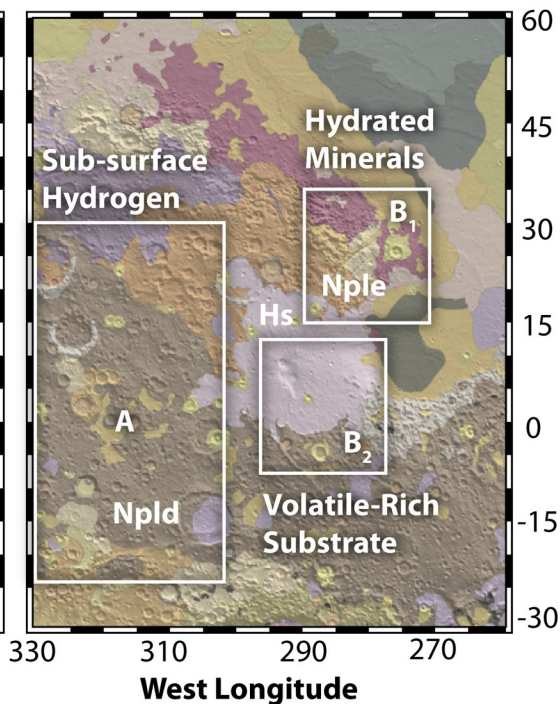 60
Hydrated
Minerals
45
Sub-surface
Hydrogen
B1
30
Nple
Hs
15
A
0
B2
Npld
Volatile-Rich
Substrate
-15
-30
330
310
290
270
West Longitude